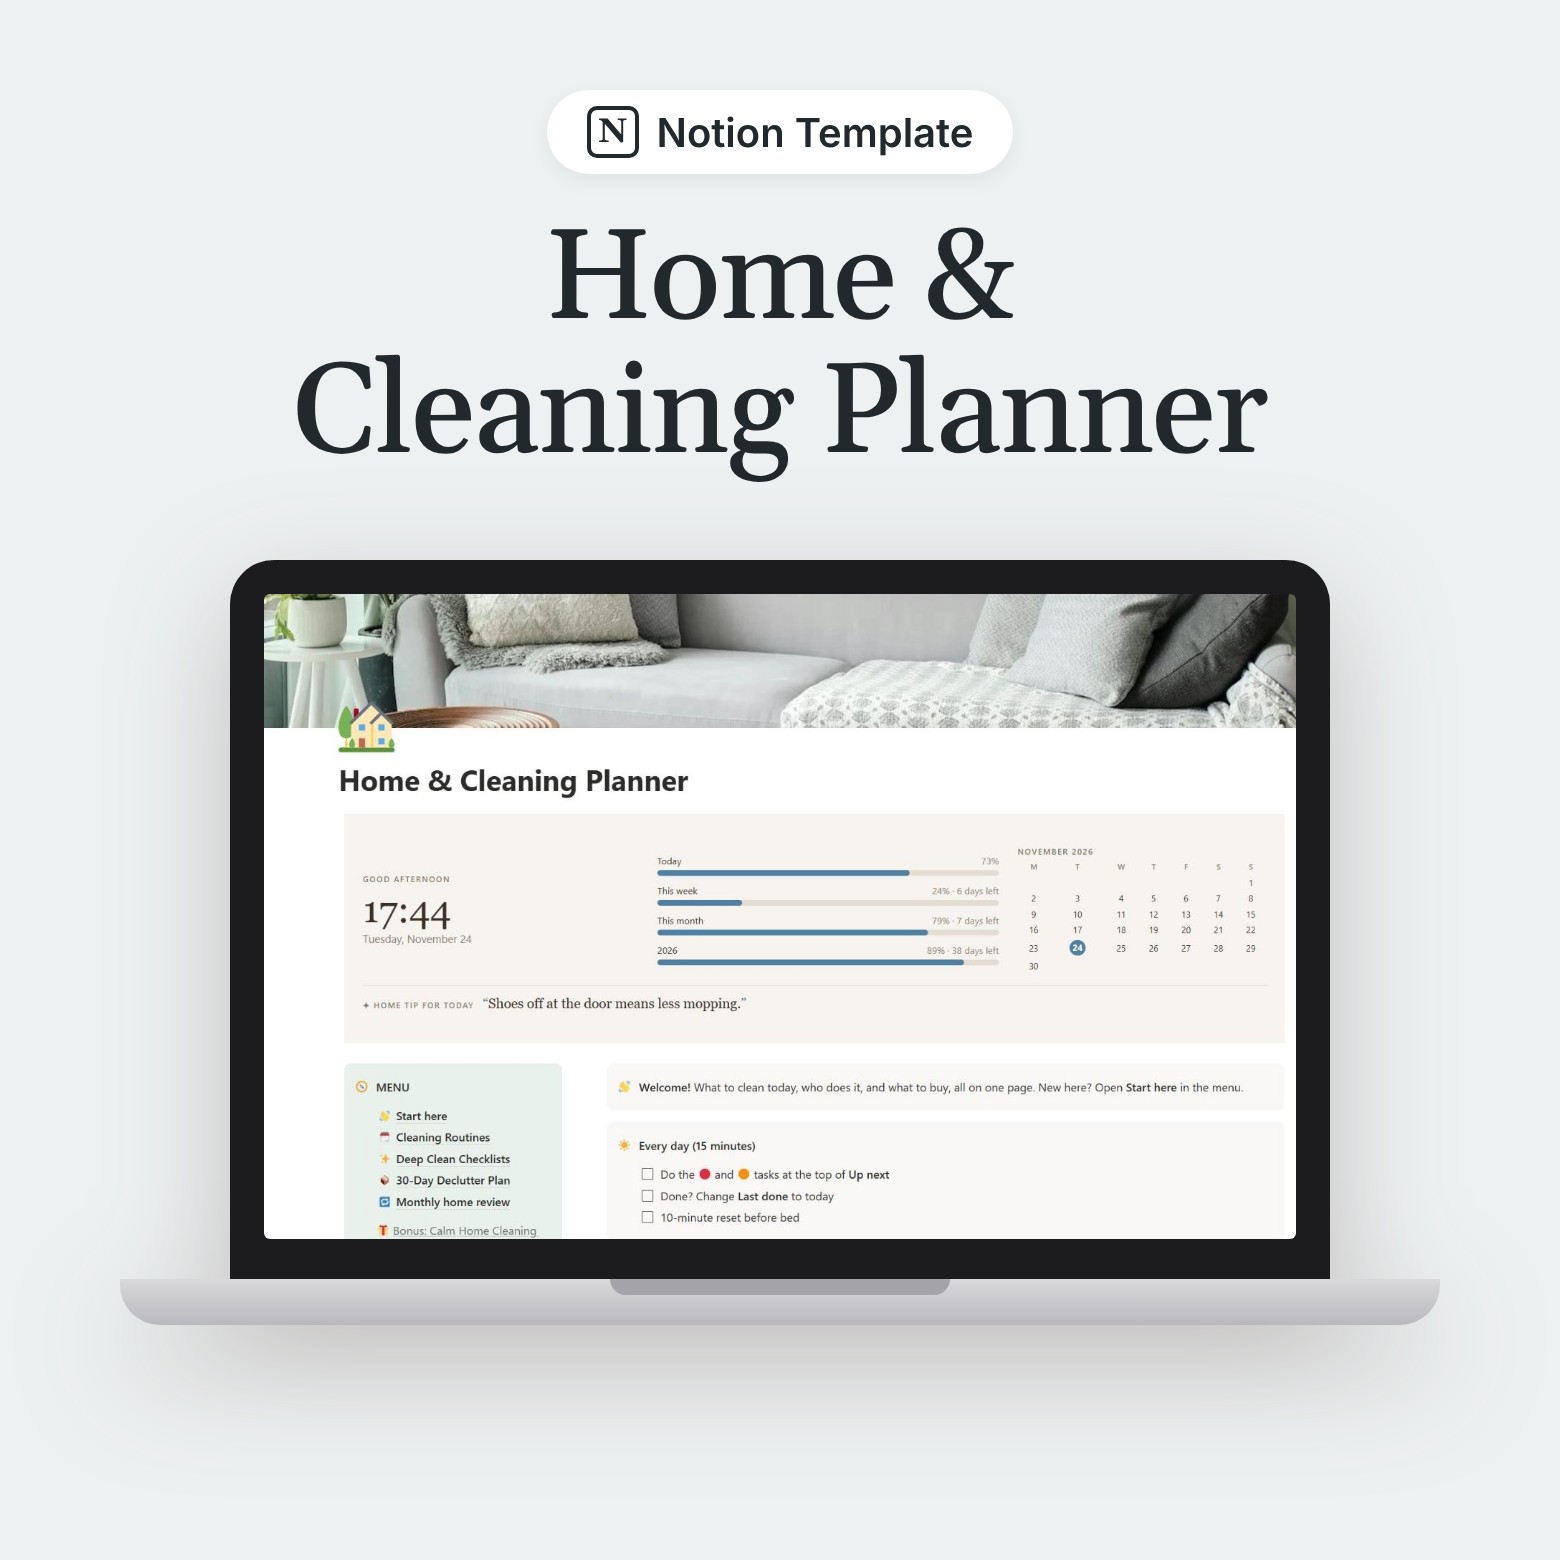 N Notion Template
Home &
Cleaning Planner
Home & Cleaning Planner
GOOD AFTERNOON
17:44
Tuesday, November 24
Today 73%
This week 24% · 6 days left
This month 79% · 7 days left
2026 89% · 38 days left
NOVEMBER 2026
M T W T F S S
1
2 3 4 5 6 7 8
9 10 11 12 13 14 15
16 17 18 19 20 21 22
23 24 25 26 27 28 29
30
✦ HOME TIP FOR TODAY “Shoes off at the door means less mopping.”
MENU
Start here
Cleaning Routines
Deep Clean Checklists
30-Day Declutter Plan
Monthly home review
Bonus: Calm Home Cleaning
Welcome! What to clean today, who does it, and what to buy, all on one page. New here? Open Start here in the menu.
Every day (15 minutes)
Do the 🔴 and 🟠 tasks at the top of Up next
Done? Change Last done to today
10-minute reset before bed